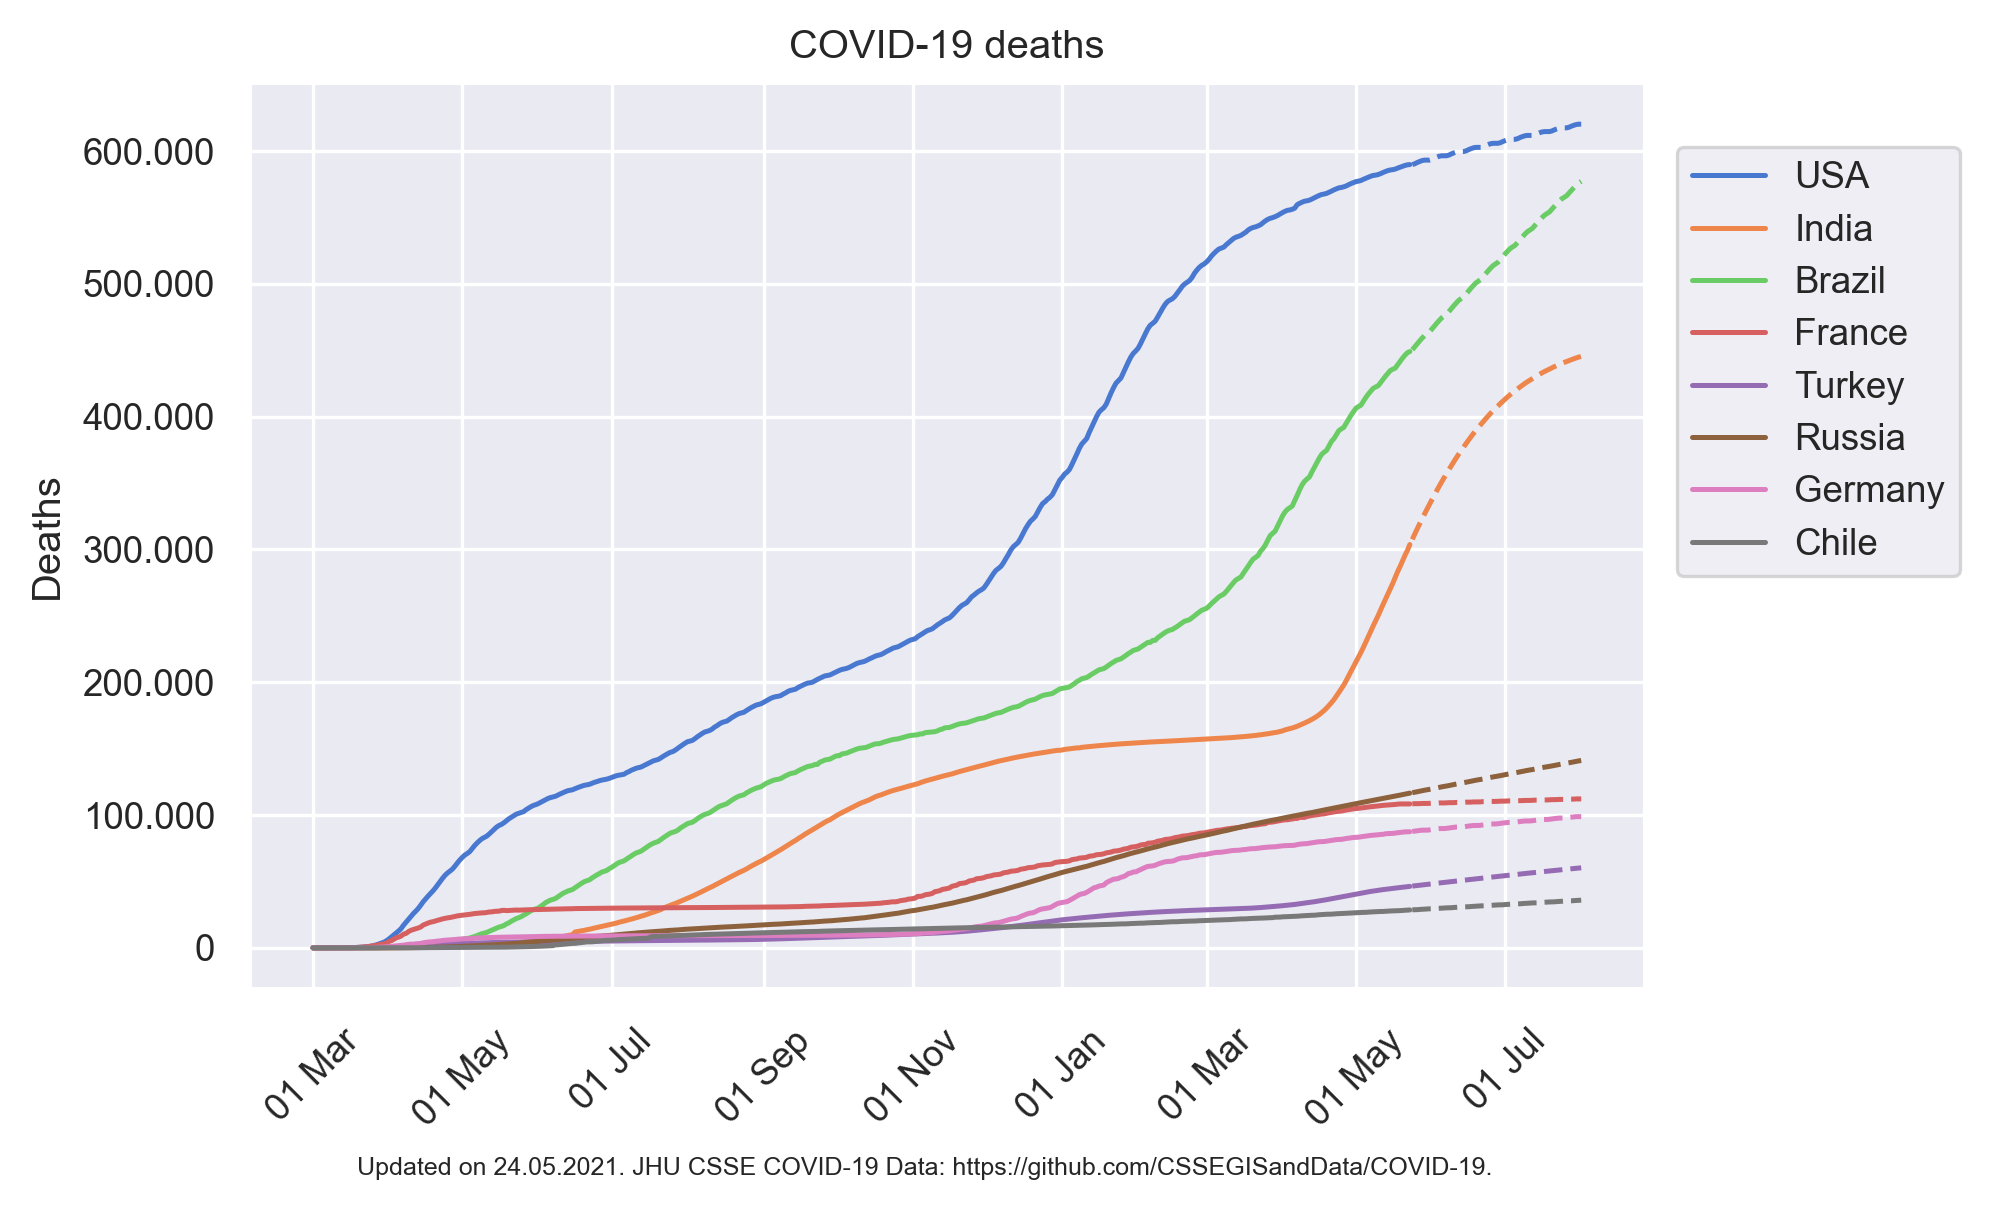 COVID-19 deaths
600.000
500.000
400.000
300.000
200.000
100.000
0
Deaths
01 Mar
01 May
01 Jul
01 Sep
01 Nov
01 Jan
01 Mar
01 May
01 Jul
USA
India
Brazil
France
Turkey
Russia
Germany
Chile
Updated on 24.05.2021. JHU CSSE COVID-19 Data: https://github.com/CSSEGISandData/COVID-19.